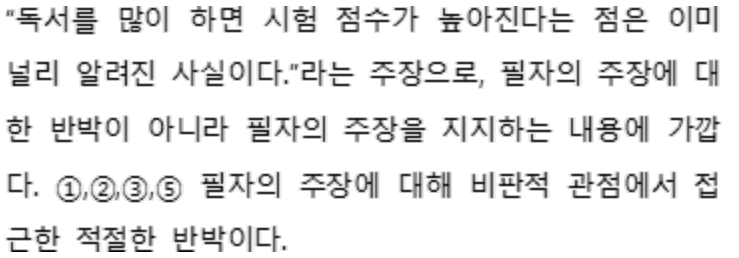 “독서를 많이 하면 시험 점수가 높아진다는 점은 이미
널리 알려진 사실이다.”라는 주장으로, 필자의 주장에 대
한 반박이 아니라 필자의 주장을 지지하는 내용에 가깝
다. ①,②,③,⑤ 필자의 주장에 대해 비판적 관점에서 접
근한 적절한 반박이다.